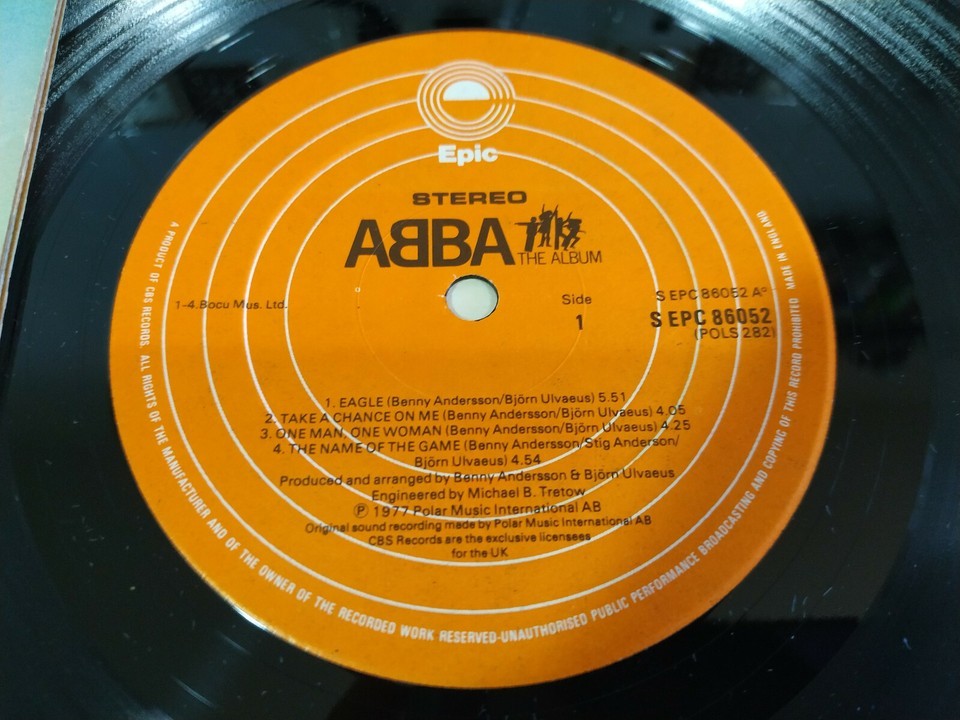 Epic
STEREO
ABBA
THE ALBUM
1-4. Bocu Mus. Ltd.
Side
1
S EPC 86052 A°
S EPC 86052
(POLS 282)
1. EAGLE (Benny Andersson/Björn Ulvaeus) 5.51
2. TAKE A CHANCE ON ME (Benny Andersson/Björn Ulvaeus) 4.05
3. ONE MAN, ONE WOMAN (Benny Andersson/Björn Ulvaeus) 4.25
4. THE NAME OF THE GAME (Benny Andersson/Stig Anderson/
Björn Ulvaeus) 4.54
Produced and arranged by Benny Andersson & Björn Ulvaeus
Engineered by Michael B. Tretow
Ⓟ 1977 Polar Music International AB
Original sound recording made by Polar Music International AB
CBS Records are the exclusive licensees
for the UK
A PRODUCT OF CBS RECORDS. ALL RIGHTS OF THE MANUFACTURER AND OF THE OWNER OF THE RECORDED WORK RESERVED-UNAUTHORISED PUBLIC PERFORMANCE BROADCASTING AND COPYING OF THIS RECORD PROHIBITED MADE IN ENGLAND